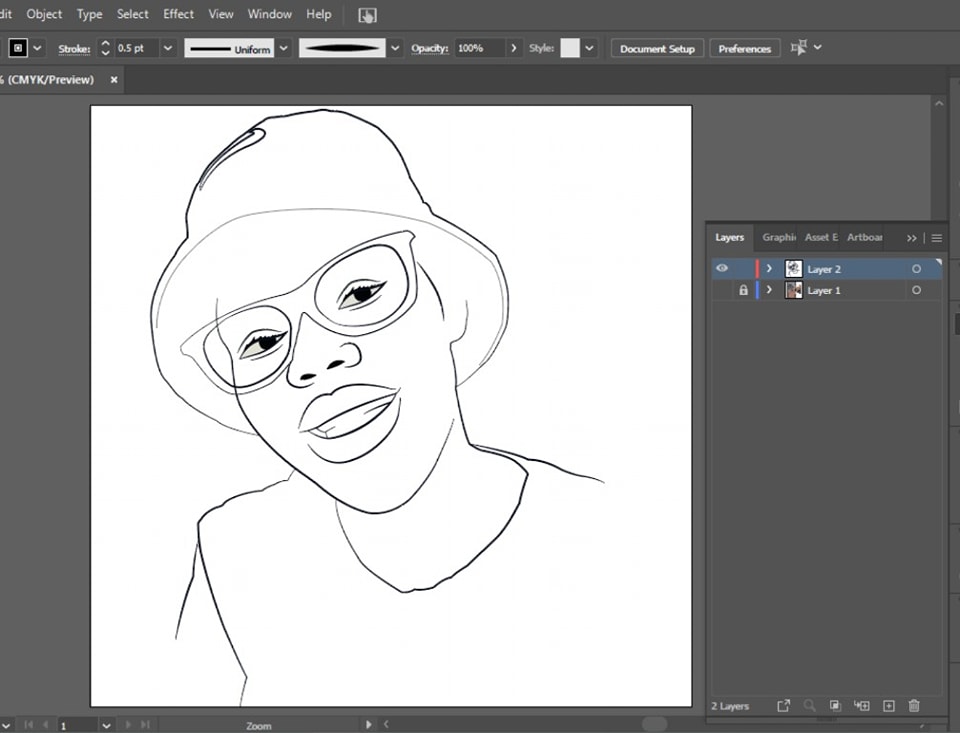 dit Object Type Select Effect View Window Help
Stroke: 0.5 pt Uniform Opacity: 100% Style: Document Setup Preferences
% (CMYK/Preview) ×
Layers Graphi Asset E Artboar
Layer 2
Layer 1
2 Layers
1 Zoom